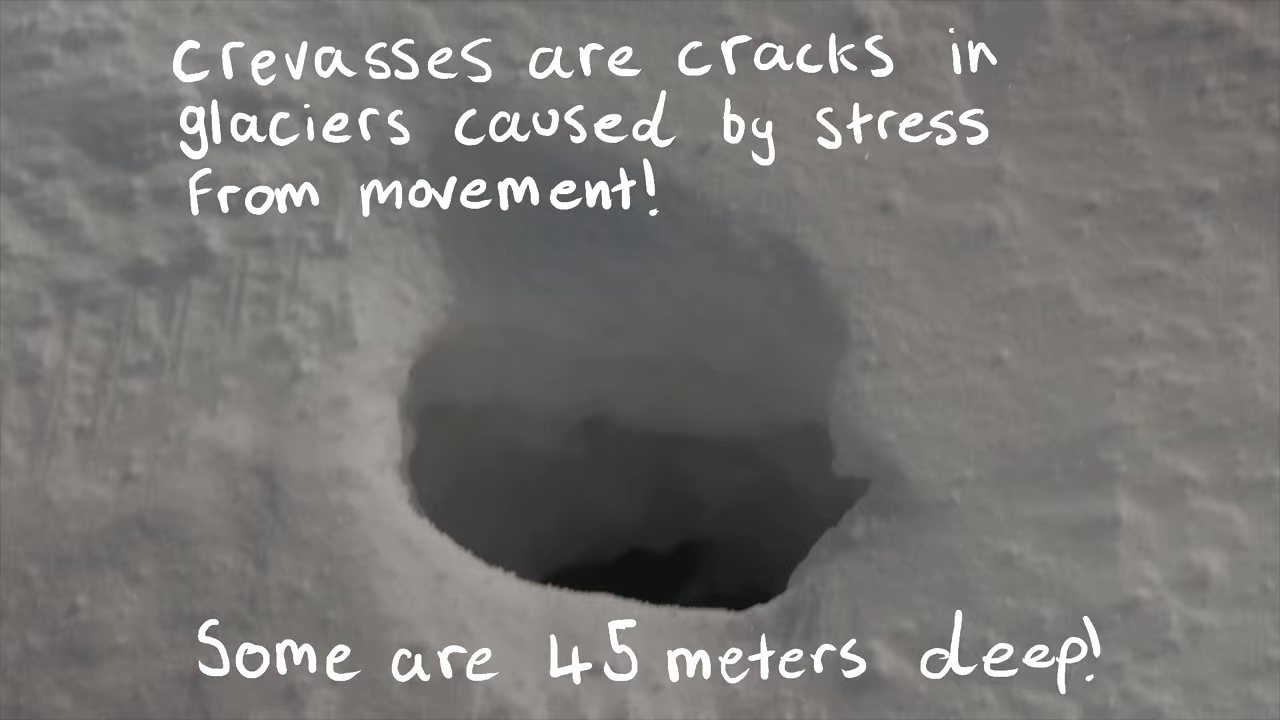 Crevasses are cracks in
glaciers caused by stress
From movement!
Some are 45 meters deep!